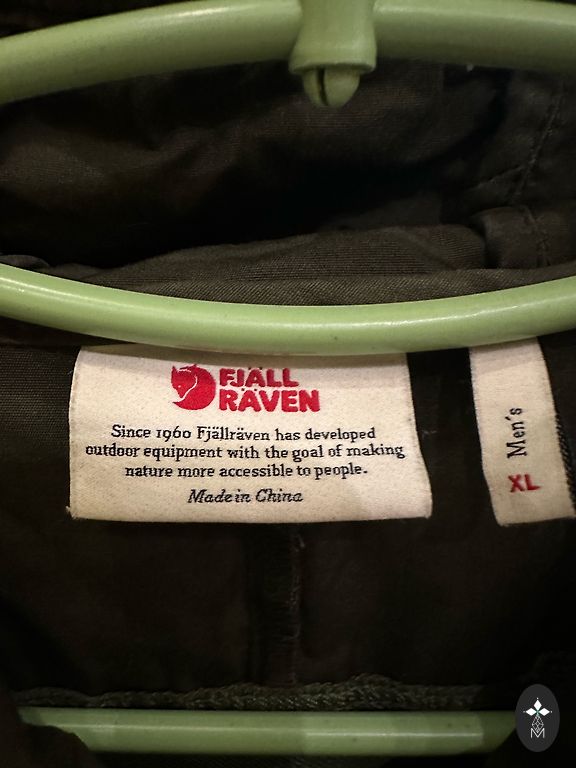 FJÄLL
RÄVEN
Since 1960 Fjällräven has developed
outdoor equipment with the goal of making
nature more accessible to people.
Made in China
Men's
XL
M